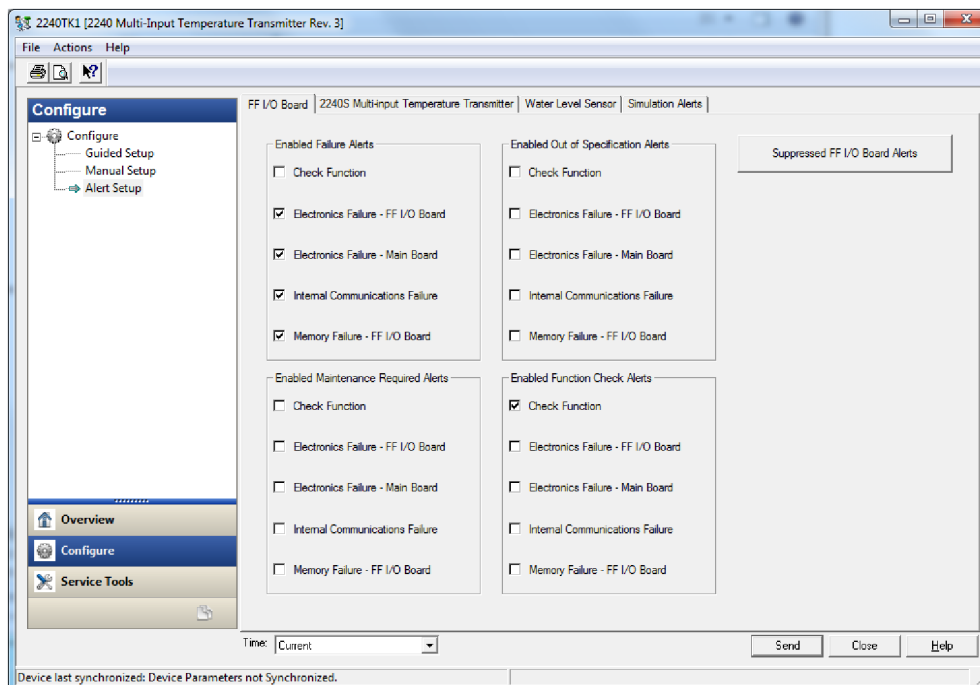 2240TK1 [2240 Multi-Input Temperature Transmitter Rev. 3]
File Actions Help
Configure
Configure
Guided Setup
Manual Setup
Alert Setup
Overview
Configure
Service Tools
FF I/O Board
2240S Multi-input Temperature Transmitter
Water Level Sensor
Simulation Alerts
Enabled Failure Alerts
Check Function
Electronics Failure - FF I/O Board
Electronics Failure - Main Board
Internal Communications Failure
Memory Failure - FF I/O Board
Enabled Out of Specification Alerts
Check Function
Electronics Failure - FF I/O Board
Electronics Failure - Main Board
Internal Communications Failure
Memory Failure - FF I/O Board
Suppressed FF I/O Board Alerts
Enabled Maintenance Required Alerts
Check Function
Electronics Failure - FF I/O Board
Electronics Failure - Main Board
Internal Communications Failure
Memory Failure - FF I/O Board
Enabled Function Check Alerts
Check Function
Electronics Failure - FF I/O Board
Electronics Failure - Main Board
Internal Communications Failure
Memory Failure - FF I/O Board
Time: Current
Send
Close
Help
Device last synchronized: Device Parameters not Synchronized.